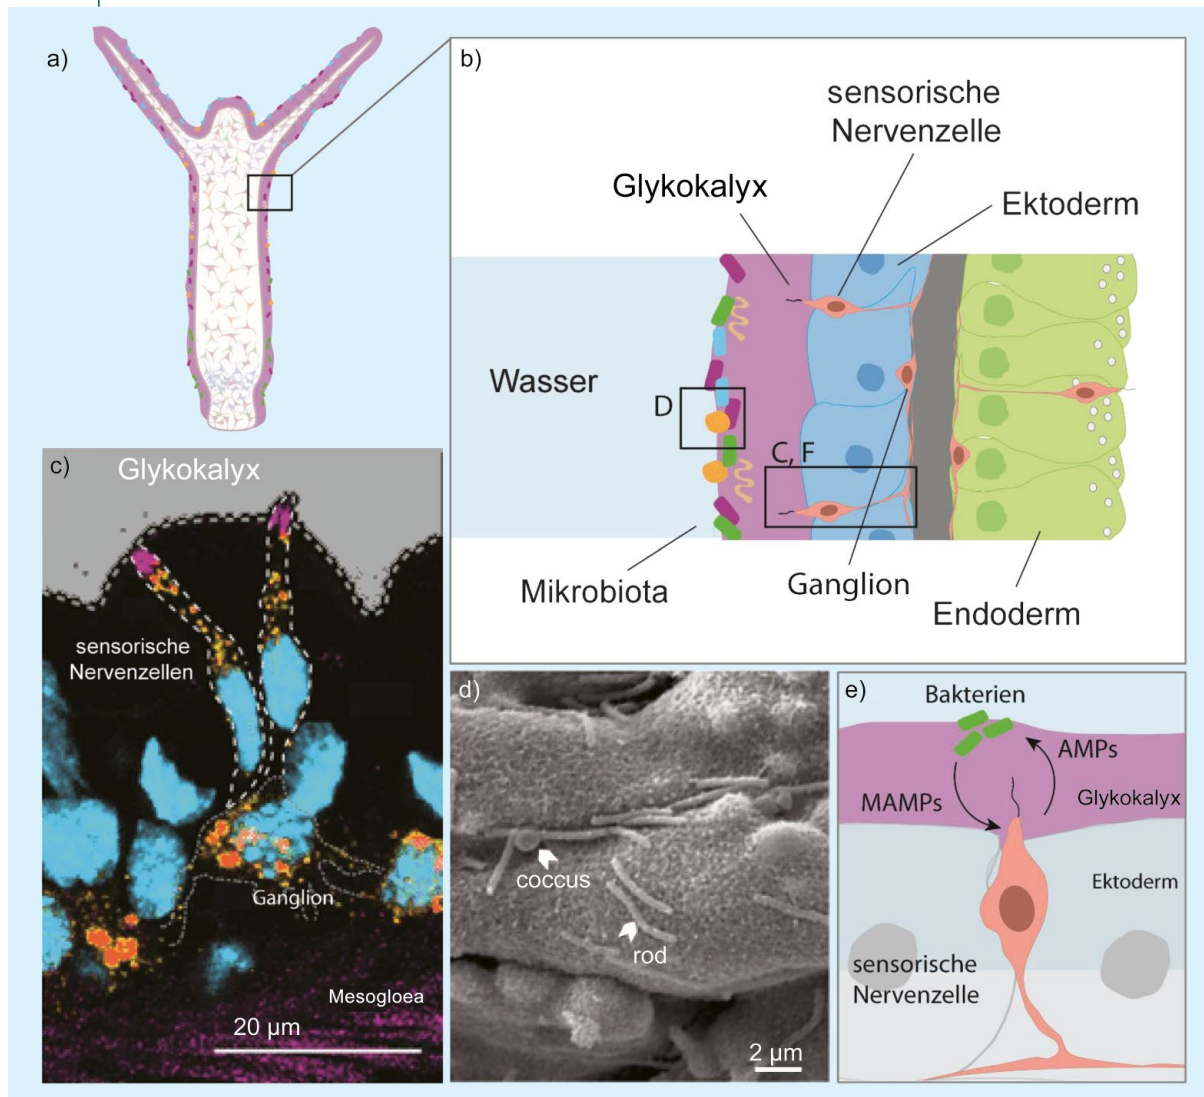 a)
b)
sensorische
Nervenzelle
Glykokalyx
Ektoderm
Wasser
D
C, F
Mikrobiota
Ganglion
Endoderm
c)
Glykokalyx
sensorische
Nervenzellen
Ganglion
Mesogloea
20 µm
d)
coccus
rod
2 µm
e)
Bakterien
AMPs
MAMPs
Glykokalyx
Ektoderm
sensorische
Nervenzelle